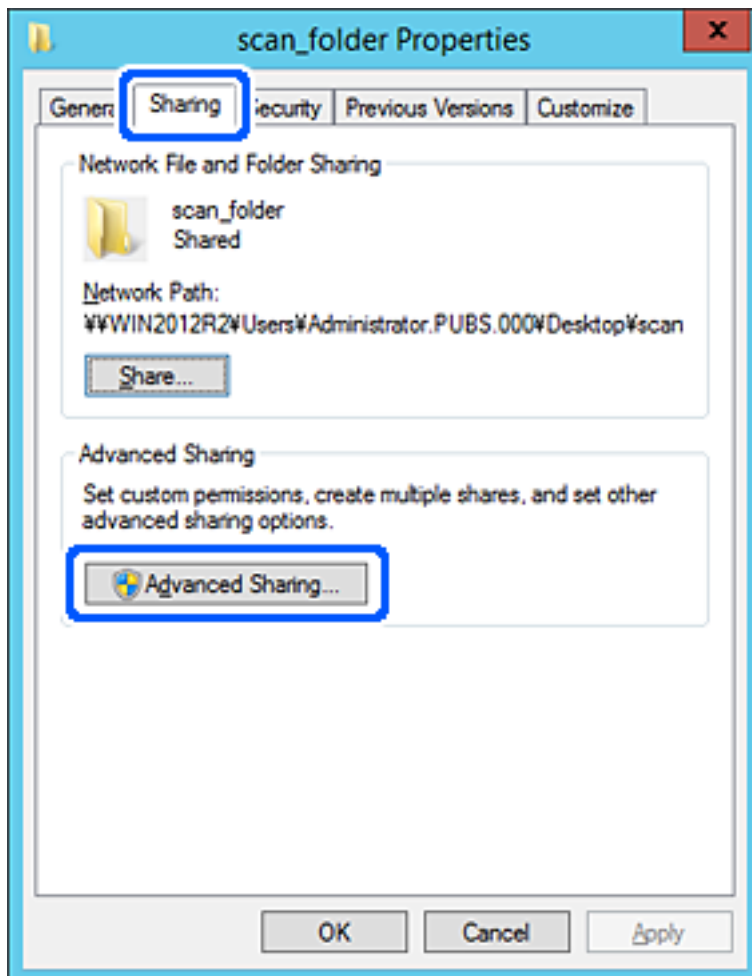 scan_folder Properties
x
General Sharing Security Previous Versions Customize
Network File and Folder Sharing
scan_folder
Shared
Network Path:
¥¥WIN2012R2¥Users¥Administrator.PUBS.000¥Desktop¥scan
Share...
Advanced Sharing
Set custom permissions, create multiple shares, and set other
advanced sharing options.
Advanced Sharing...
OK Cancel Apply